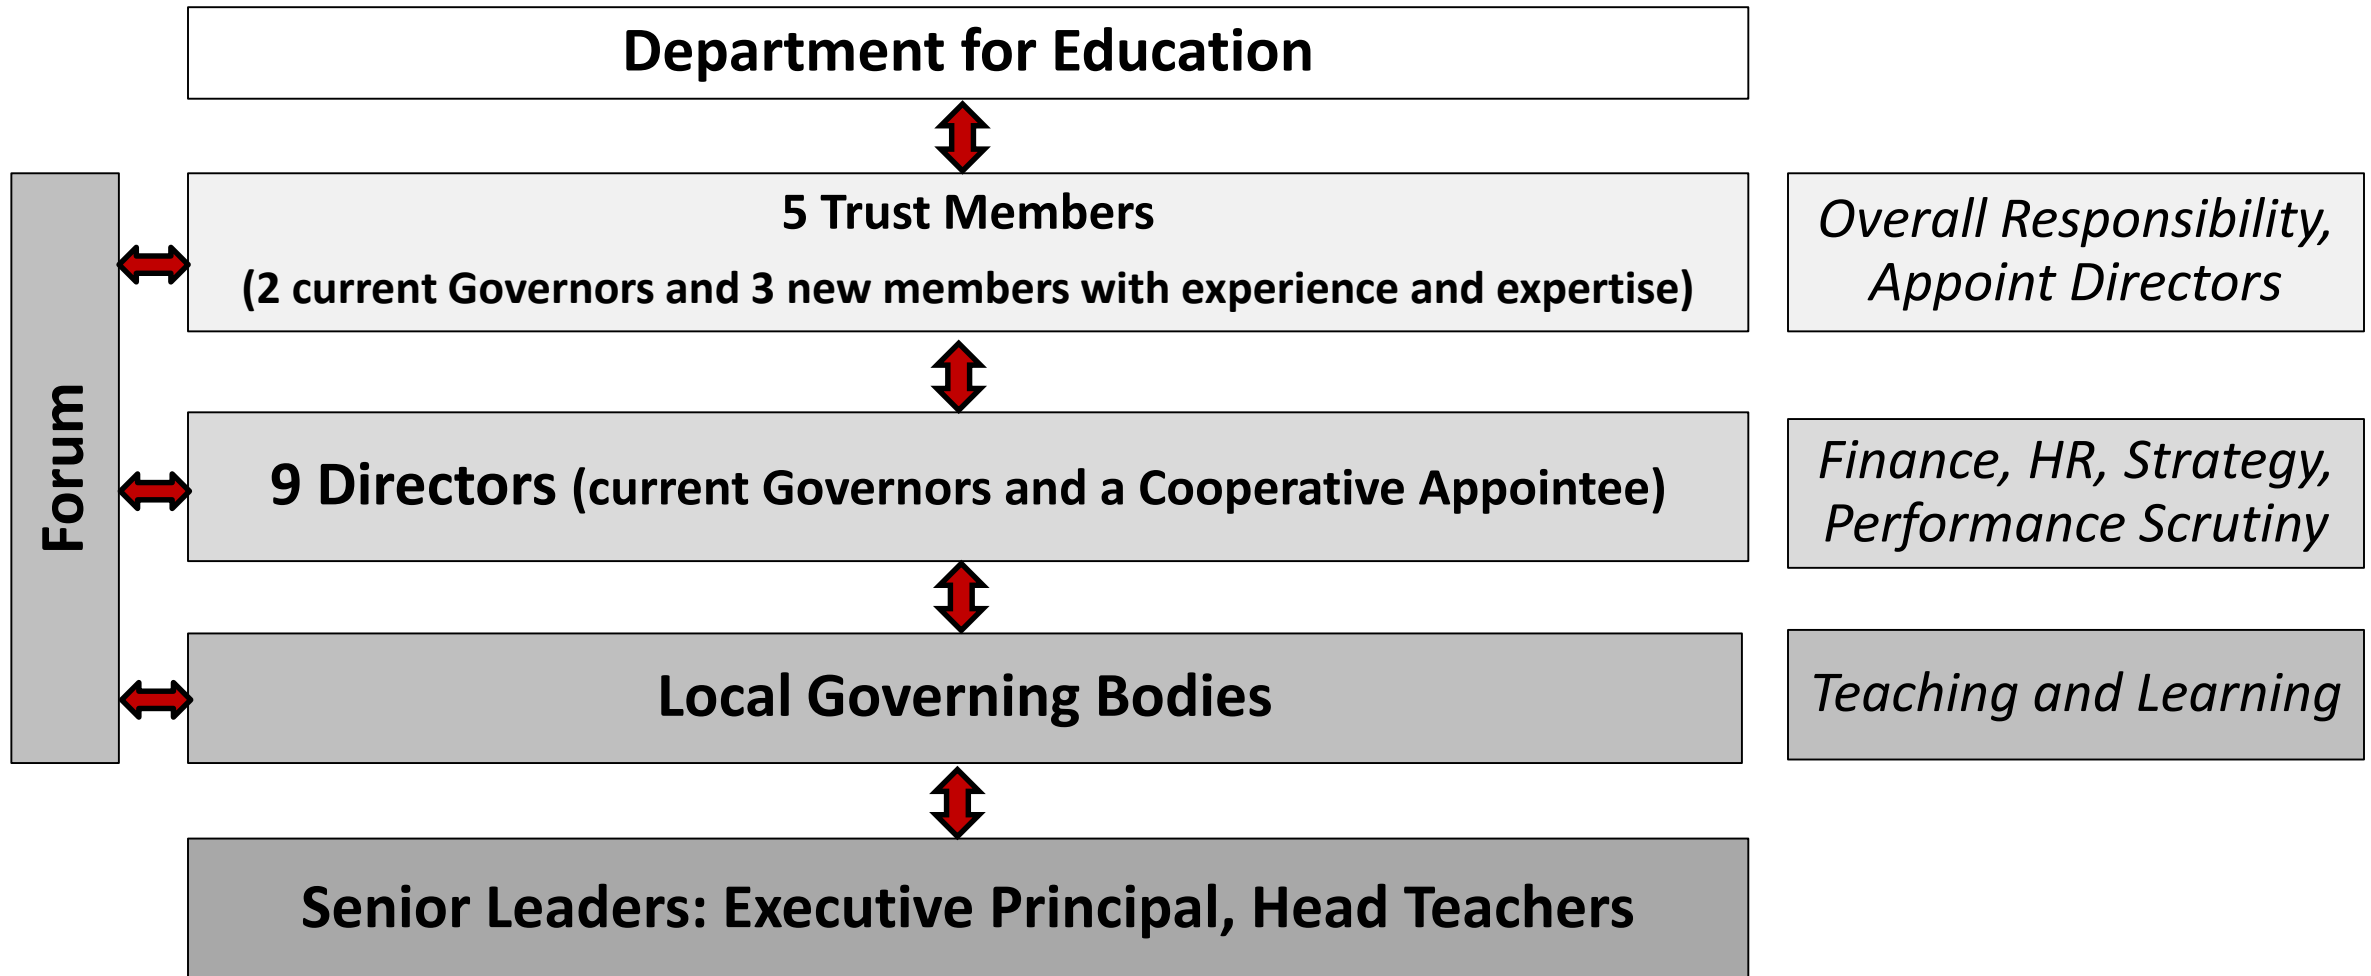 Department for Education
5 Trust Members
(2 current Governors and 3 new members with experience and expertise)
Overall Responsibility,
Appoint Directors
Forum
9 Directors (current Governors and a Cooperative Appointee)
Finance, HR, Strategy,
Performance Scrutiny
Local Governing Bodies
Teaching and Learning
Senior Leaders: Executive Principal, Head Teachers